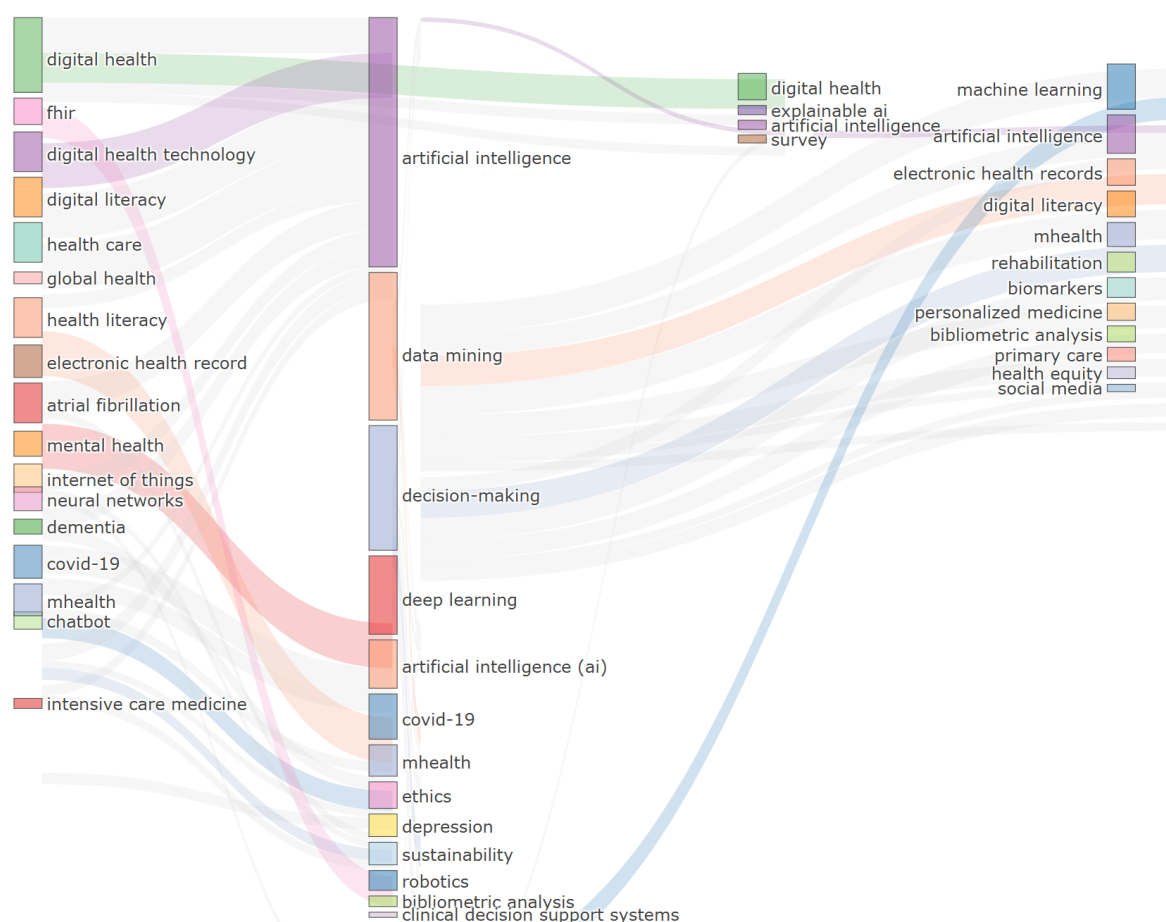 digital health
fhir
digital health technology
digital literacy
health care
global health
health literacy
electronic health record
atrial fibrillation
mental health
internet of things
neural networks
dementia
covid-19
mhealth
chatbot
intensive care medicine
artificial intelligence
data mining
decision-making
deep learning
artificial intelligence (ai)
covid-19
mhealth
ethics
depression
sustainability
robotics
bibliometric analysis
clinical decision support systems
digital health
explainable ai
artificial intelligence
survey
machine learning
artificial intelligence
electronic health records
digital literacy
mhealth
rehabilitation
biomarkers
personalized medicine
bibliometric analysis
primary care
health equity
social media